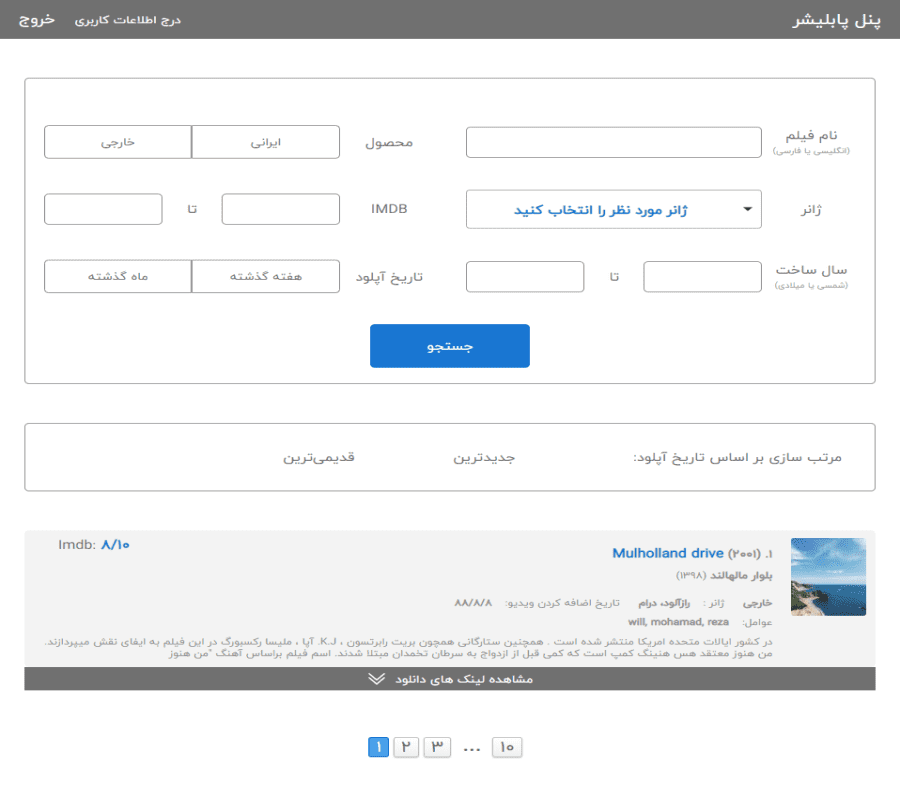 پنل پابلیشر
درج اطلاعات کاربری
خروج
نام فیلم
(انگلیسی یا فارسی)
محصول
ایرانی
خارجی
ژانر
ژانر مورد نظر را انتخاب کنید
IMDB
تا
سال ساخت
(شمسی یا میلادی)
تا
تاریخ آپلود
هفته گذشته
ماه گذشته
جستجو
مرتب سازی بر اساس تاریخ آپلود:
جدیدترین
قدیمی‌ترین
۱. Mulholland drive (۲۰۰۱)
Imdb: ۸/۱۰
بلوار مالهالند (۱۳۹۸)
خارجی ژانر : رازآلود، درام تاریخ اضافه کردن ویدیو: ۸۸/۸/۸
عوامل: will, mohamad, reza
در کشور ایالات متحده امریکا منتشر شده است . همچنین ستارگانی همچون بریت رابرتسون ، K.J. آپا ، ملیسا رکسبورگ در این فیلم به ایفای نقش میپردازند.
من هنوز معتقد هس هنینگ کمپ است که کمی قبل از ازدواج به سرطان تخمدان مبتلا شدند. اسم فیلم براساس آهنگ "من هنوز
مشاهده لینک های دانلود
۱ ۲ ۳ ... ۱۰